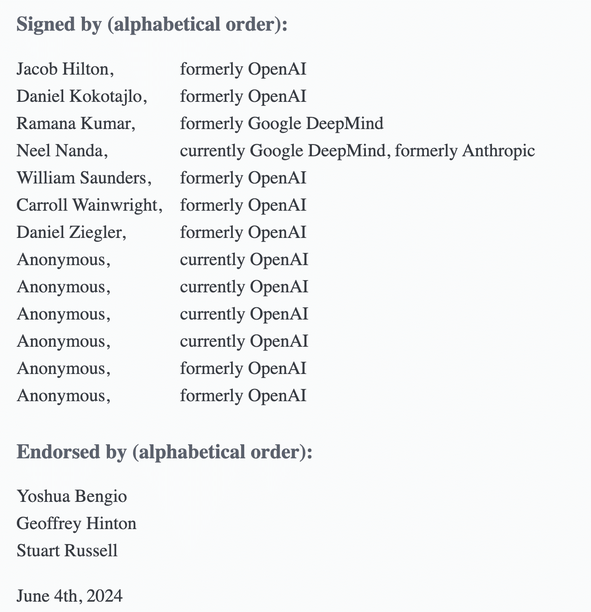 Signed by (alphabetical order):
Jacob Hilton, formerly OpenAI
Daniel Kokotajlo, formerly OpenAI
Ramana Kumar, formerly Google DeepMind
Neel Nanda, currently Google DeepMind, formerly Anthropic
William Saunders, formerly OpenAI
Carroll Wainwright, formerly OpenAI
Daniel Ziegler, formerly OpenAI
Anonymous, currently OpenAI
Anonymous, currently OpenAI
Anonymous, currently OpenAI
Anonymous, currently OpenAI
Anonymous, formerly OpenAI
Anonymous, formerly OpenAI
Endorsed by (alphabetical order):
Yoshua Bengio
Geoffrey Hinton
Stuart Russell
June 4th, 2024